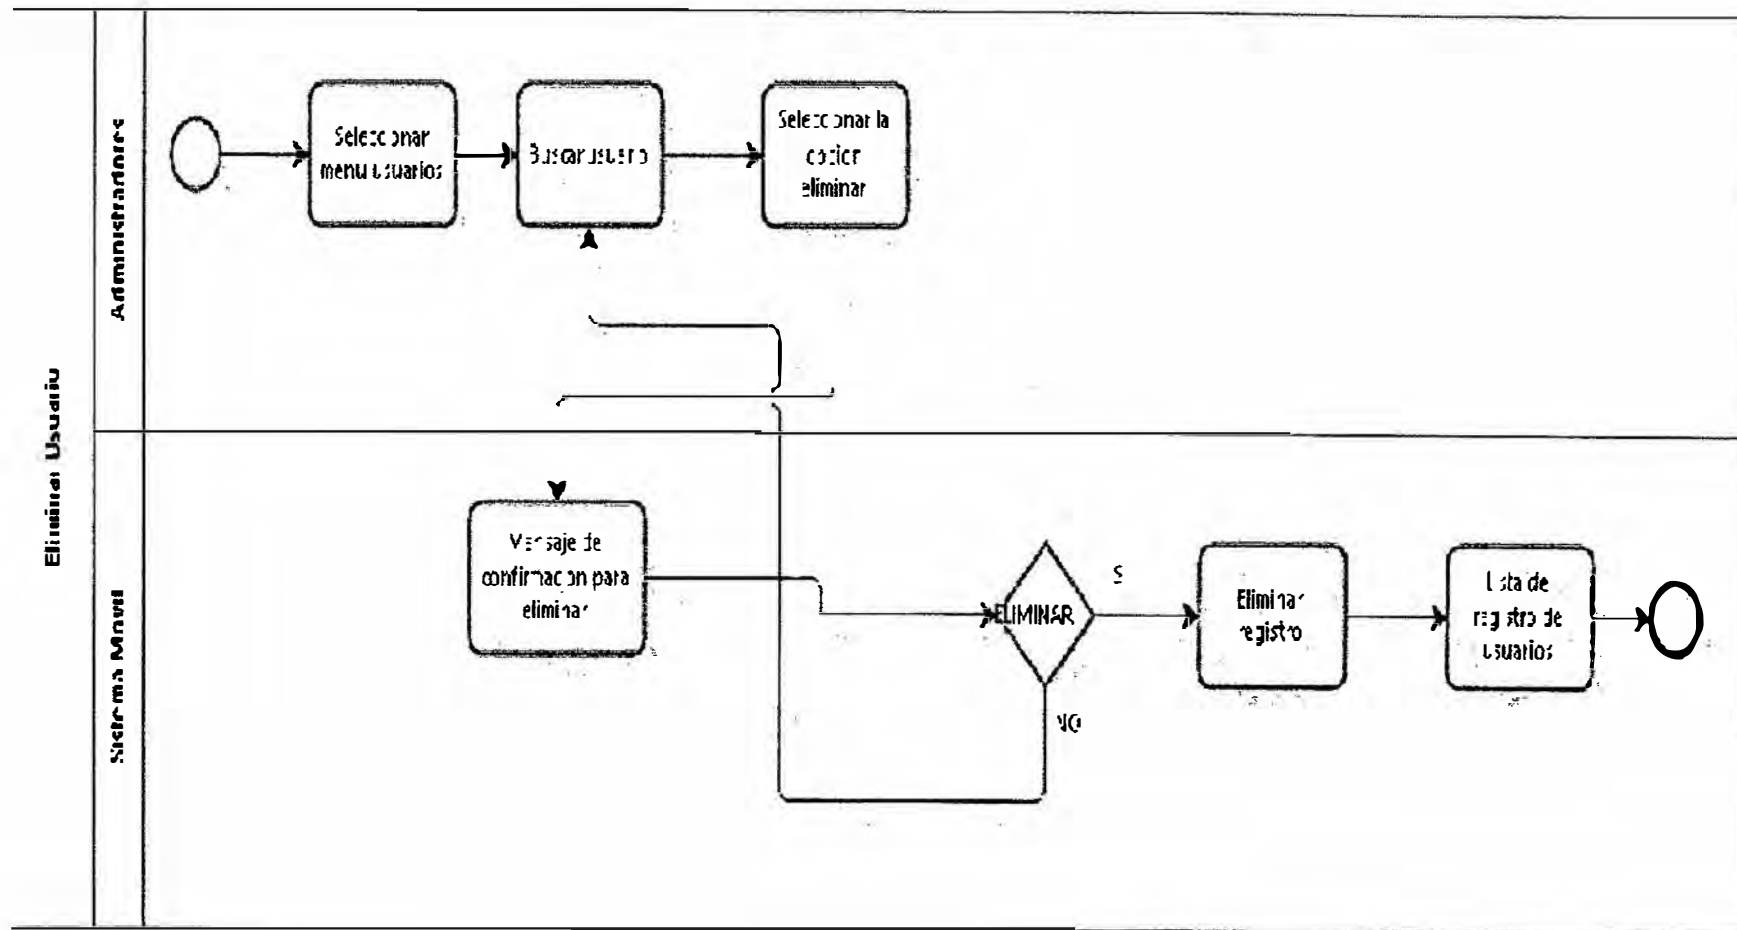 Eliminar Usuario
Administradores
Seleccionar
menu usuarios
Buscar usuario
Seleccionar la
opcion
eliminar
Sistema Movil
Mensaje de
confirmacion para
eliminar
ELIMINAR
S
NO
Eliminar
registro
Lista de
registro de
usuarios